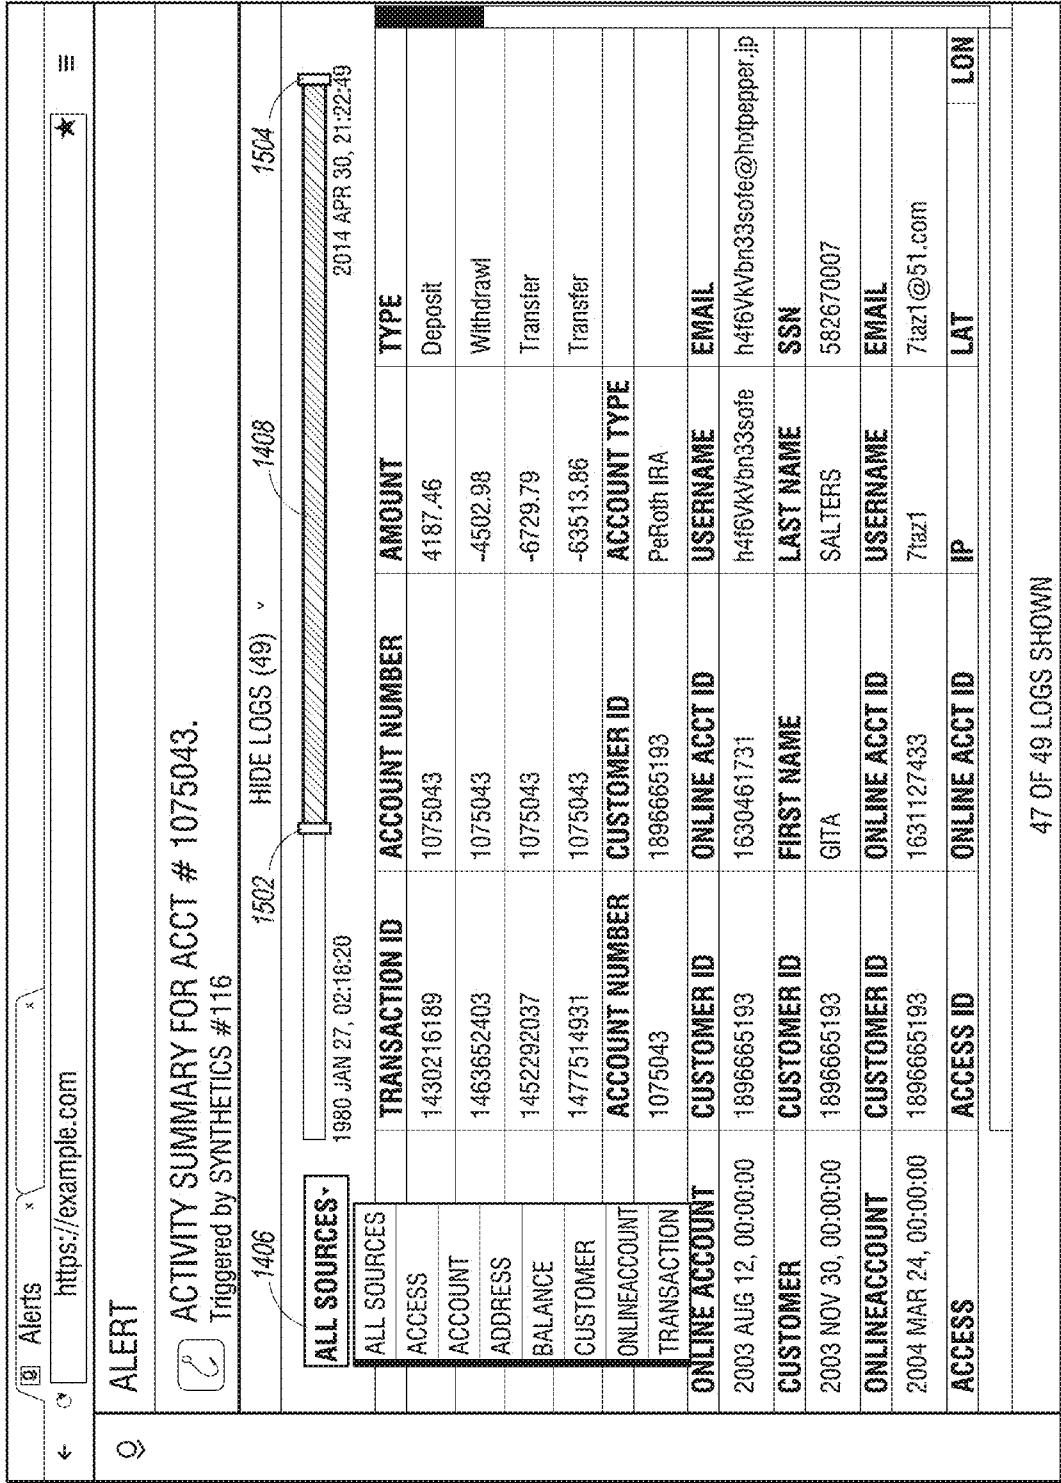 Alerts
https://example.com
ALERT
ACTIVITY SUMMARY FOR ACCT # 1075043.
Triggered by SYNTHETICS #116
HIDE LOGS (49)
1406
1502
1408
1504
ALL SOURCES
1980 JAN 27, 02:18:20
2014 APR 30, 21:22:49
ALL SOURCES
ACCESS
ACCOUNT
ADDRESS
BALANCE
CUSTOMER
ONLINEACCOUNT
TRANSACTION
TRANSACTION ID ACCOUNT NUMBER AMOUNT TYPE
1430216189 1075043 4187.46 Deposit
1463652403 1075043 -4502.98 Withdrawl
1452292037 1075043 -6729.79 Transfer
1477514931 1075043 -63513.86 Transfer
ACCOUNT NUMBER CUSTOMER ID ACCOUNT TYPE
1075043 1896665193 PeRoth IRA
ONLINE ACCOUNT CUSTOMER ID ONLINE ACCT ID USERNAME EMAIL
2003 AUG 12, 00:00:00 1896665193 1630461731 h4f6VkVbn33sofe h4f6VkVbn33sofe@hotpepper.jp
CUSTOMER CUSTOMER ID FIRST NAME LAST NAME SSN
2003 NOV 30, 00:00:00 1896665193 GITA SALTERS 582670007
ONLINEACCOUNT CUSTOMER ID ONLINE ACCT ID USERNAME EMAIL
2004 MAR 24, 00:00:00 1896665193 1631127433 7taz1 7taz1@51.com
ACCESS ACCESS ID ONLINE ACCT ID IP LAT LON
47 OF 49 LOGS SHOWN